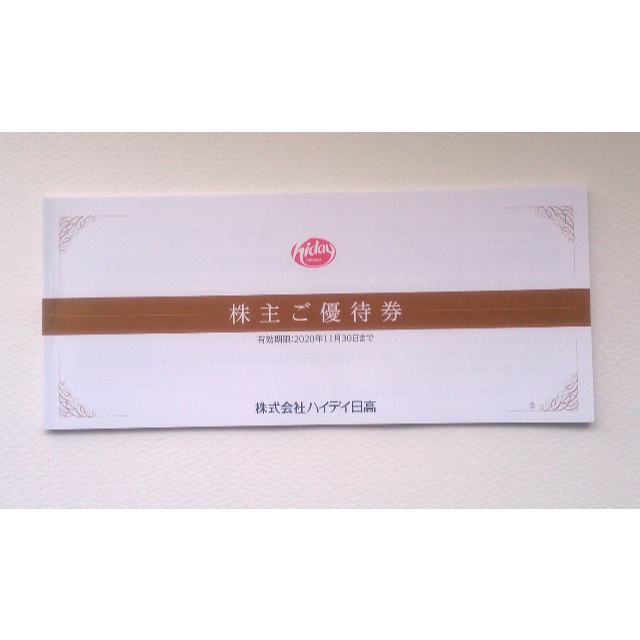 hiday
株主ご優待券
有効期限:2020年11月30日まで
株式会社ハイデイ日高